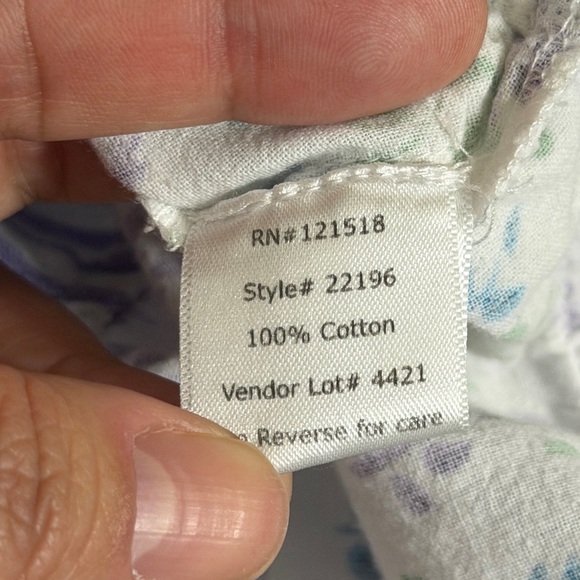 RN#121518
Style# 22196
100% Cotton
Vendor Lot# 4421
Reverse for care